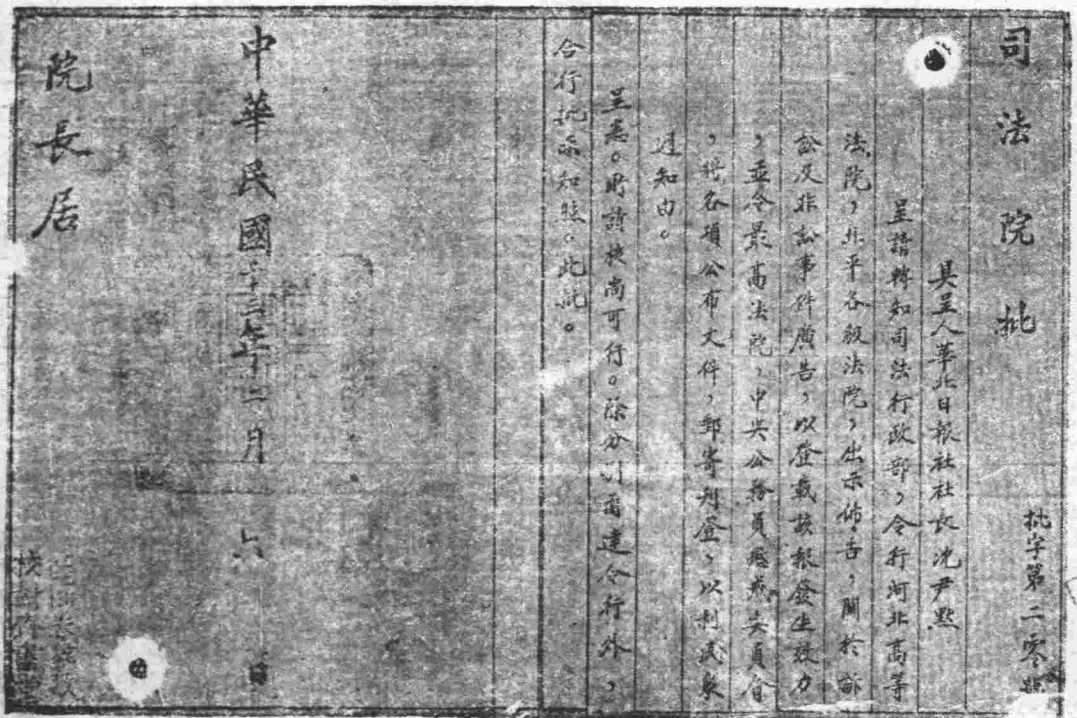 司法院批
批字第二零
具呈人華北日報社社長沈尹默
呈請轉知司法行政部,令行河北高等
法院,北平各級法院,出示佈告,關於訴
訟及非訟事件廣告,以登載該報發生效力
,並令最高法院,中央公務員懲戒委員會
,將各項公布文件,郵寄刊登,以利民衆
週知由。
呈悉。所請核尚可行。除分別函達令行外,
合行批示知照。此批。
中華民國二十三年十二月六日
院長居